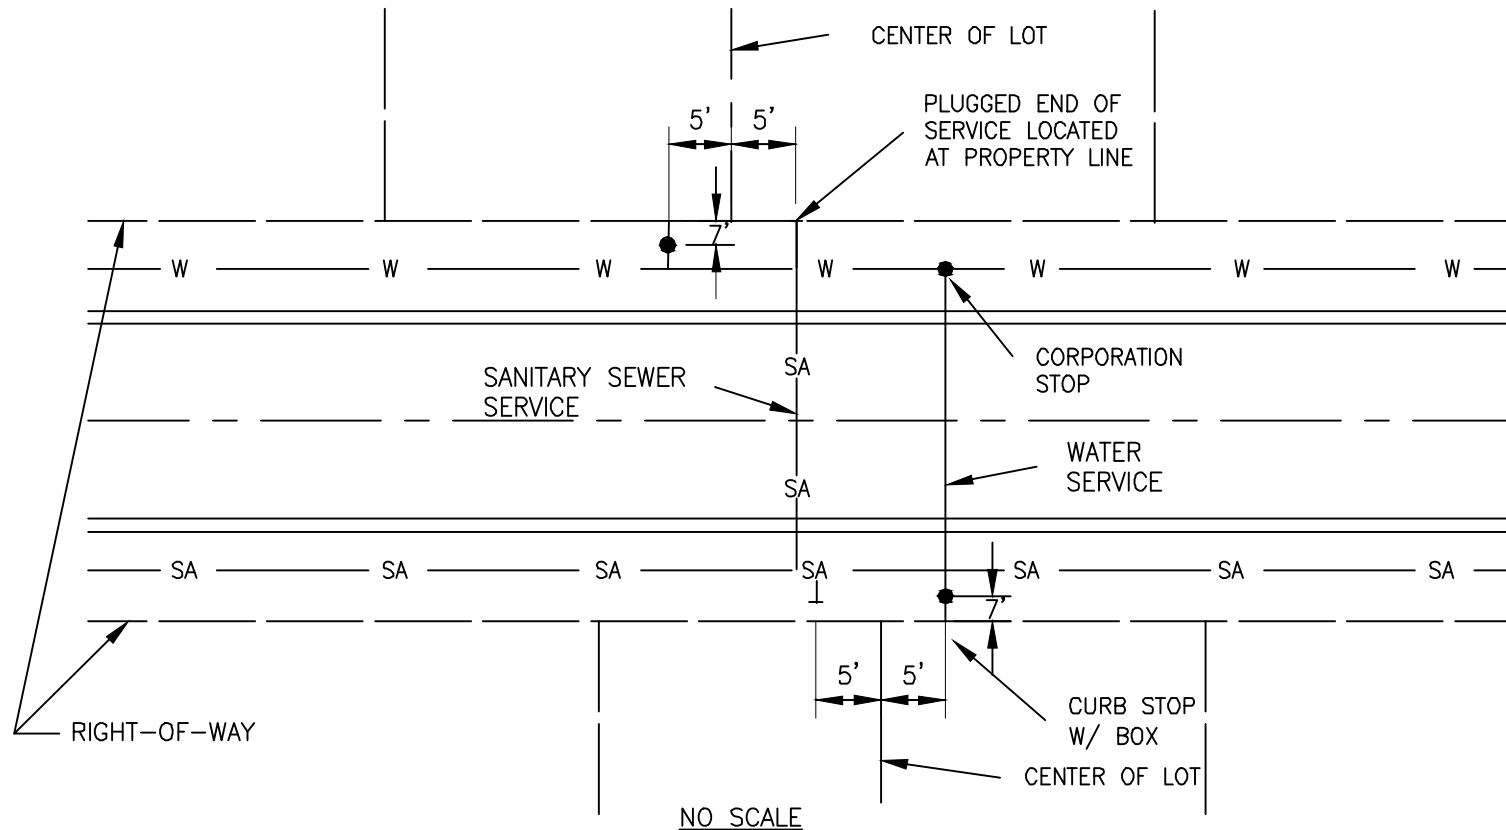 CENTER OF LOT
PLUGGED END OF
SERVICE LOCATED
AT PROPERTY LINE
5' 5'
7'
W W W W W W W
CORPORATION
STOP
SA
SANITARY SEWER
SERVICE
WATER
SERVICE
SA
SA SA SA SA SA SA SA
7'
5' 5'
CURB STOP
W/ BOX
RIGHT-OF-WAY
CENTER OF LOT
NO SCALE